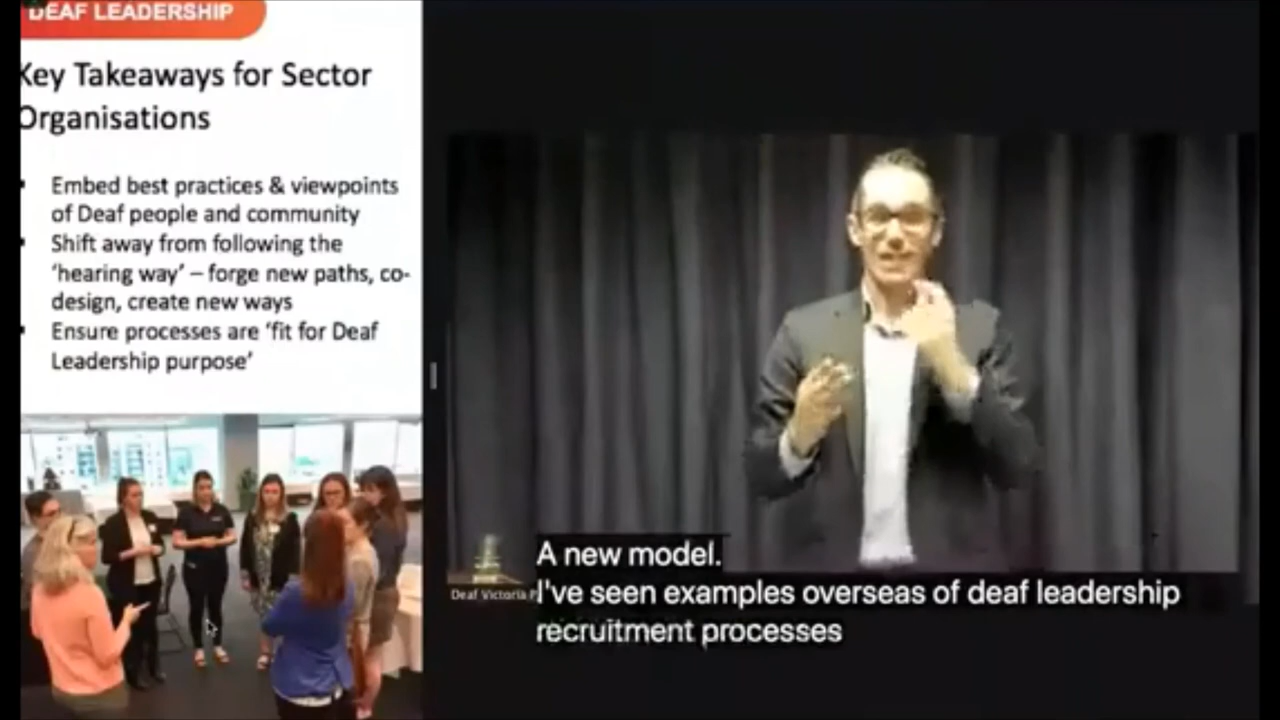 DEAF LEADERSHIP
Key Takeaways for Sector
Organisations
Embed best practices & viewpoints
of Deaf people and community
Shift away from following the
'hearing way' – forge new paths, co-
design, create new ways
Ensure processes are 'fit for Deaf
Leadership purpose'
A new model.
Deaf Victoria
I've seen examples overseas of deaf leadership
recruitment processes